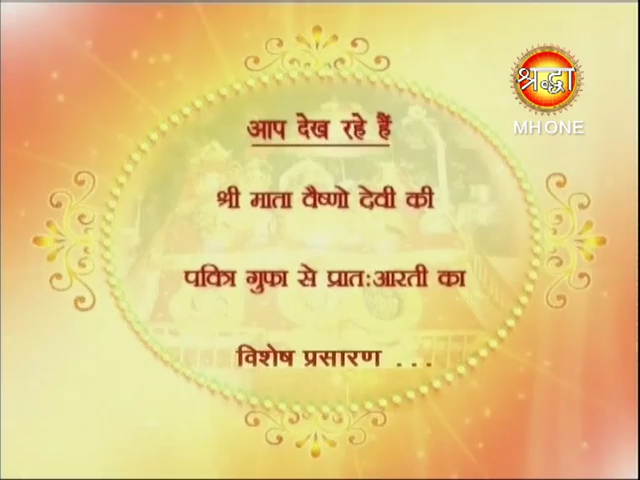 श्रद्धा
MH ONE
आप देख रहे हैं
श्री माता वैष्णो देवी की
पवित्र गुफा से प्रातःआरती का
विशेष प्रसारण ...